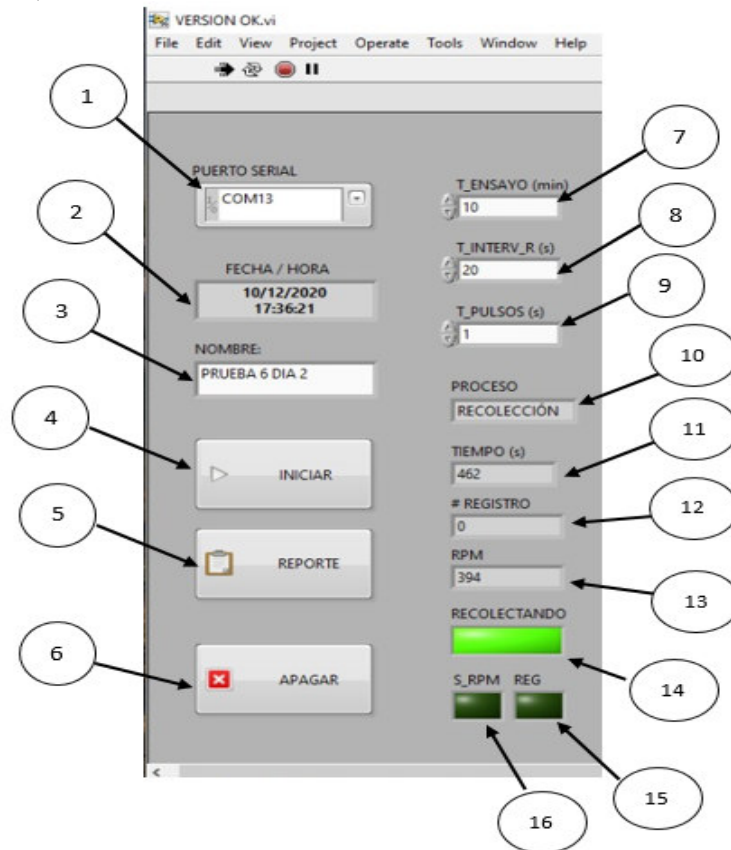 VERSION OK.vi
File Edit View Project Operate Tools Window Help
1
PUERTO SERIAL
COM13
2
FECHA / HORA
10/12/2020
17:36:21
3
NOMBRE:
PRUEBA 6 DIA 2
4
INICIAR
5
REPORTE
6
APAGAR
7
T_ENSAYO (min)
10
8
T_INTERV_R (s)
20
9
T_PULSOS (s)
1
10
PROCESO
RECOLECCIÓN
11
TIEMPO (s)
462
12
# REGISTRO
0
RPM
394
13
RECOLECTANDO
14
S_RPM REG
15
16